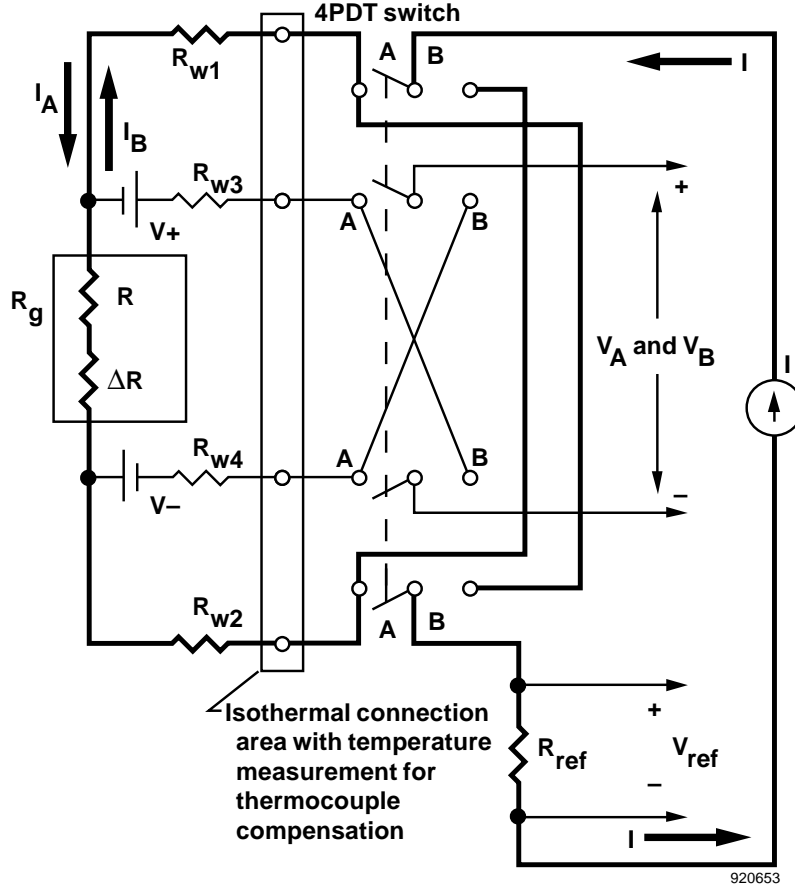 4PDT switch
A
B
I
R_w1
I_A
I_B
R_w3
+
V+
A
B
R_g
R
V_A and V_B
ΔR
I
R_w4
A
B
V–
–
R_w2
A
B
Isothermal connection
area with temperature
measurement for
thermocouple
compensation
+
R_ref
V_ref
–
I
920653